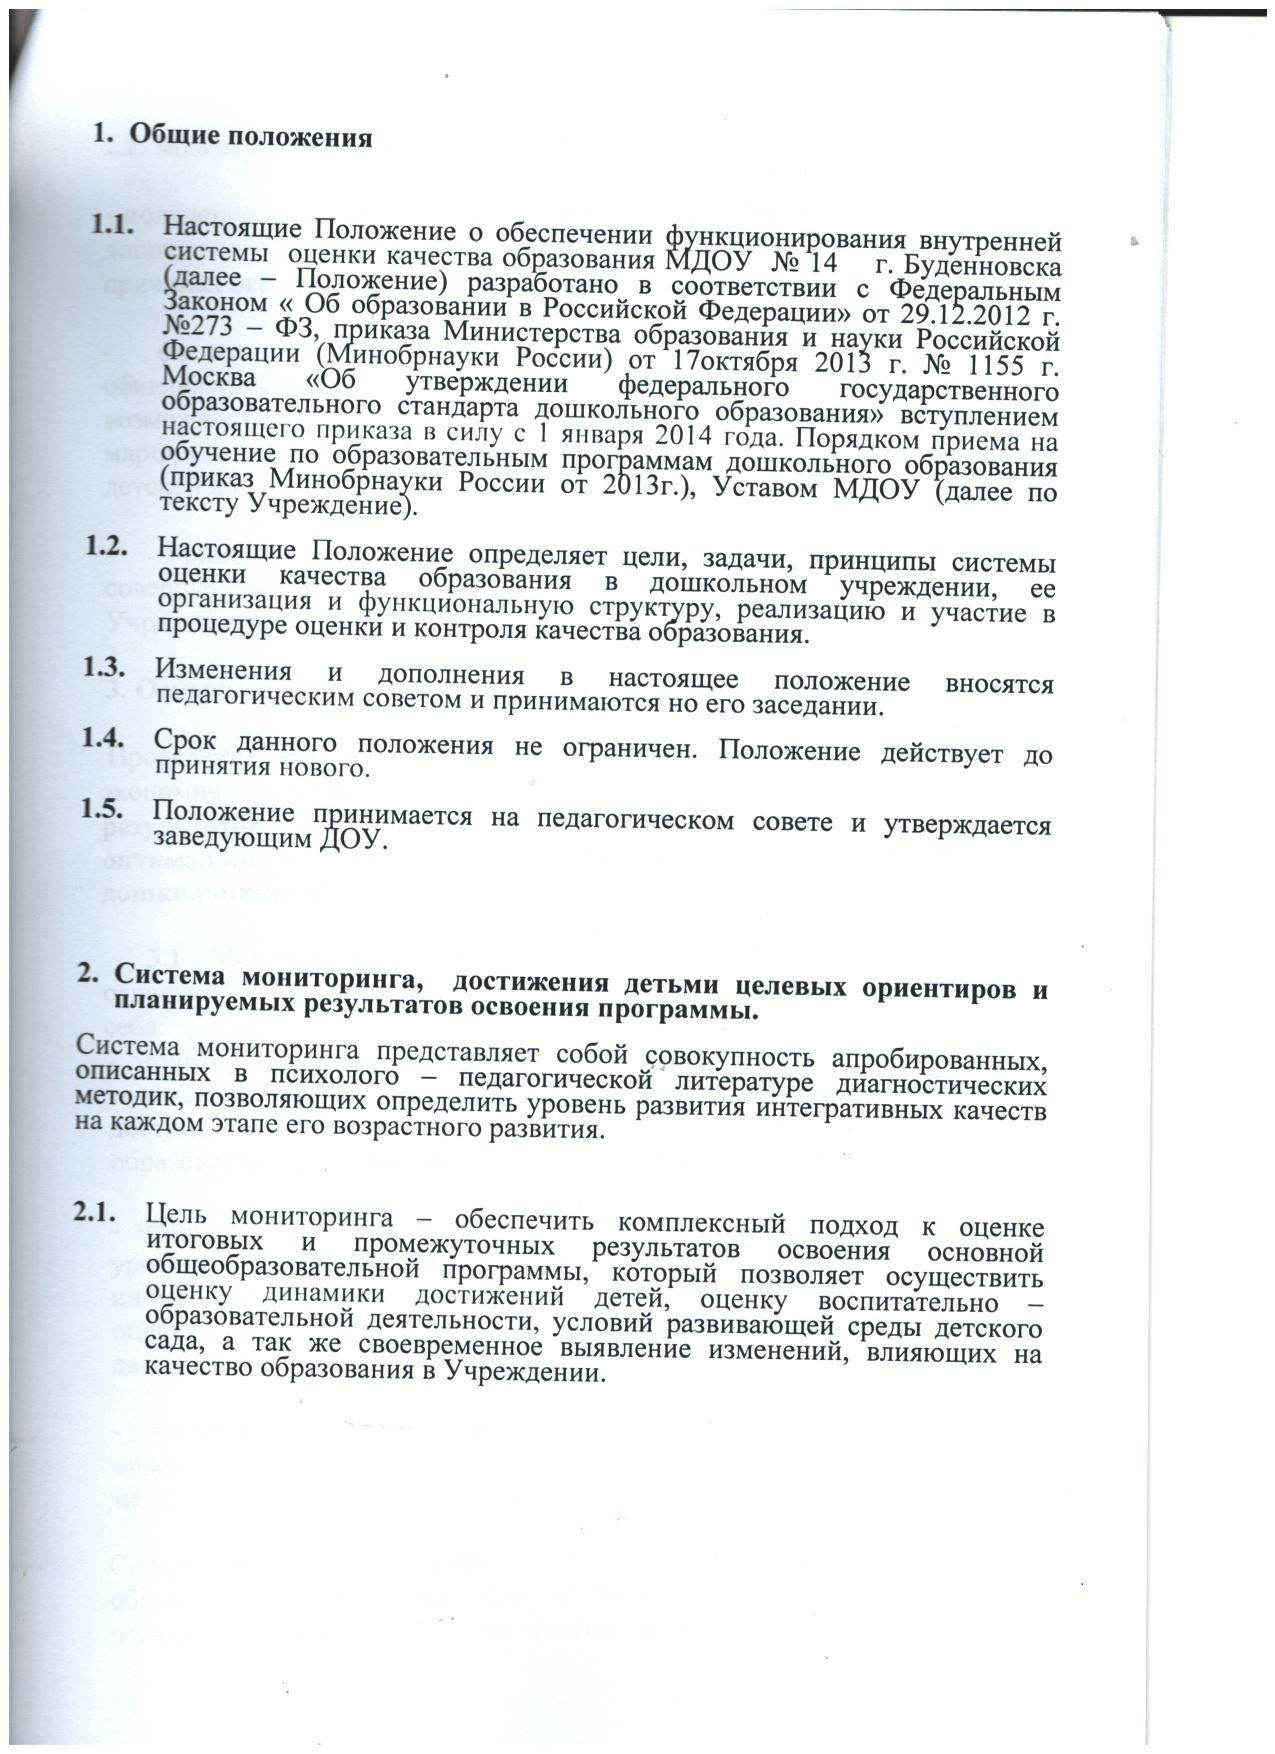 1. Общие положения
1.1. Настоящие Положение о обеспечении функционирования внутренней
системы оценки качества образования МДОУ № 14 г. Буденновска
(далее – Положение) разработано в соответствии с Федеральным
Законом « Об образовании в Российской Федерации» от 29.12.2012 г.
№273 – ФЗ, приказа Министерства образования и науки Российской
Федерации (Минобрнауки России) от 17октября 2013 г. № 1155 г.
Москва «Об утверждении федерального государственного
образовательного стандарта дошкольного образования» вступлением
настоящего приказа в силу с 1 января 2014 года. Порядком приема на
обучение по образовательным программам дошкольного образования
(приказ Минобрнауки России от 2013г.), Уставом МДОУ (далее по
тексту Учреждение).
1.2. Настоящие Положение определяет цели, задачи, принципы системы
оценки качества образования в дошкольном учреждении, ее
организация и функциональную структуру, реализацию и участие в
процедуре оценки и контроля качества образования.
1.3. Изменения и дополнения в настоящее положение вносятся
педагогическим советом и принимаются но его заседании.
1.4. Срок данного положения не ограничен. Положение действует до
принятия нового.
1.5. Положение принимается на педагогическом совете и утверждается
заведующим ДОУ.
2. Система мониторинга, достижения детьми целевых ориентиров и
планируемых результатов освоения программы.
Система мониторинга представляет собой совокупность апробированных,
описанных в психолого – педагогической литературе диагностических
методик, позволяющих определить уровень развития интегративных качеств
на каждом этапе его возрастного развития.
2.1. Цель мониторинга – обеспечить комплексный подход к оценке
итоговых и промежуточных результатов освоения основной
общеобразовательной программы, который позволяет осуществить
оценку динамики достижений детей, оценку воспитательно –
образовательной деятельности, условий развивающей среды детского
сада, а так же своевременное выявление изменений, влияющих на
качество образования в Учреждении.